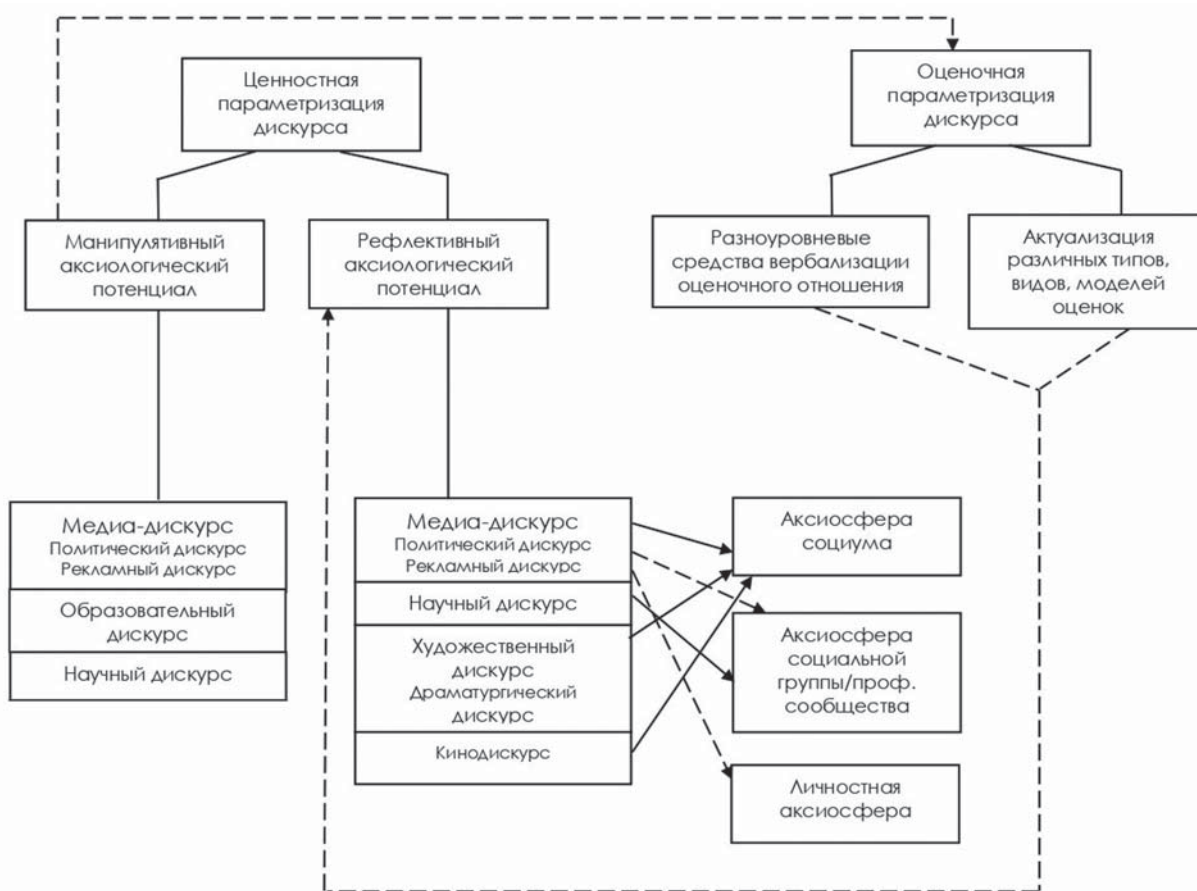 Ценностная
параметризация
дискурса
Оценочная
параметризация
дискурса
Манипулятивный
аксиологический
потенциал
Рефлективный
аксиологический
потенциал
Разноуровневые
средства вербализации
оценочного отношения
Актуализация
различных типов,
видов, моделей
оценок
Медиа-дискурс
Политический дискурс
Рекламный дискурс
Образовательный
дискурс
Научный дискурс
Медиа-дискурс
Политический дискурс
Рекламный дискурс
Научный дискурс
Художественный
дискурс
Драматургический
дискурс
Кинодискурс
Аксиосфера
социума
Аксиосфера
социальной
группы/проф.
сообщества
Личностная
аксиосфера